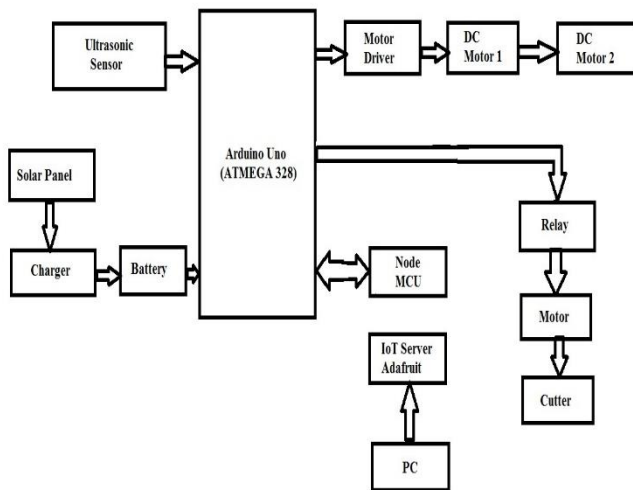 Ultrasonic
Sensor
Motor
Driver
DC
Motor 1
DC
Motor 2
Arduino Uno
(ATMEGA 328)
Solar Panel
Charger
Battery
Node
MCU
Relay
Motor
Cutter
IoT Server
Adafruit
PC